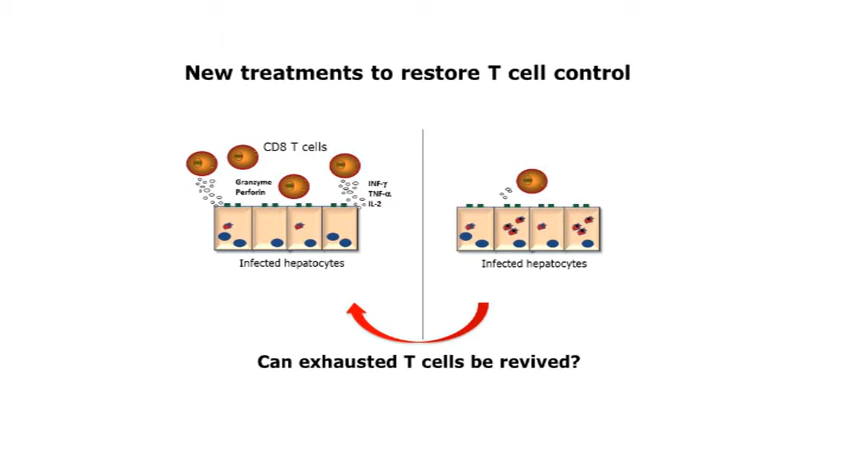 New treatments to restore T cell control
CD8 T cells
Granzyme
Perforin
INF-γ
TNF-α
IL-2
Infected hepatocytes
Infected hepatocytes
Can exhausted T cells be revived?